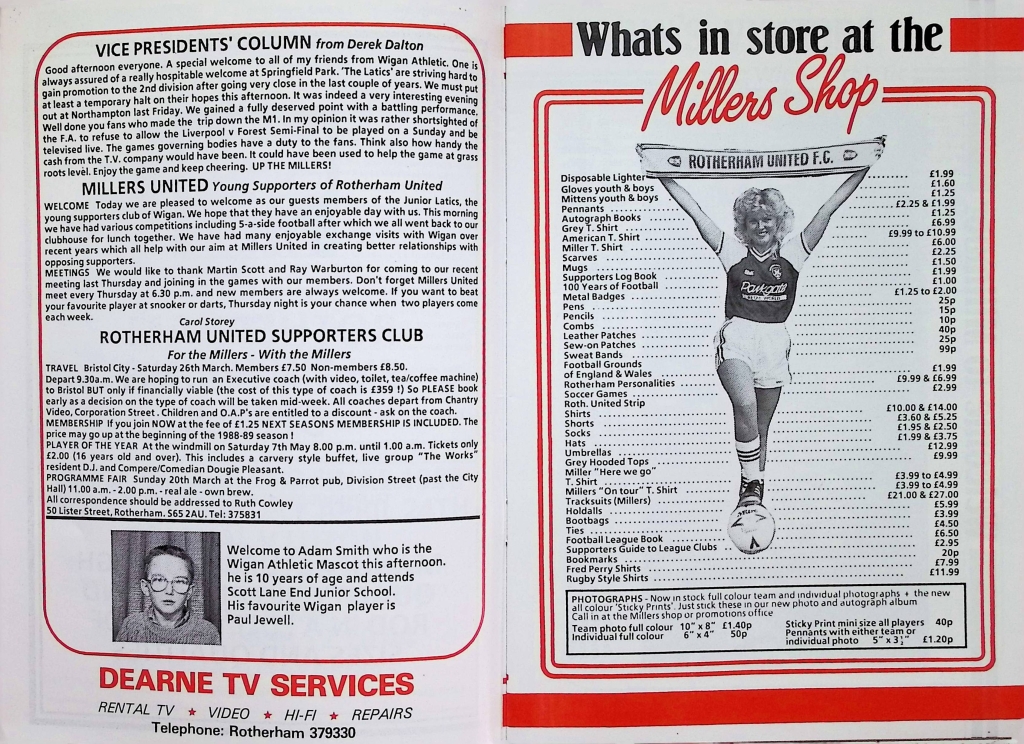 VICE PRESIDENTS' COLUMN from Derek Dalton
Good afternoon everyone. A special welcome to all of my friends from Wigan Athletic. One is
always assured of a really hospitable welcome at Springfield Park. 'The Latics' are striving hard to
gain promotion to the 2nd division after going very close in the last couple of years. We must put
at least a temporary halt on their hopes this afternoon. It was indeed a very interesting evening
out at Northampton last Friday. We gained a fully deserved point with a battling performance.
Well done you fans who made the trip down the M1. In my opinion it was rather shortsighted of
the F.A. to refuse to allow the Liverpool v Forest Semi-Final to be played on a Sunday and be
televised live. The games governing bodies have a duty to the fans. Think also how handy the
cash from the T.V. company would have been. It could have been used to help the game at grass
roots level. Enjoy the game and keep cheering. UP THE MILLERS!
MILLERS UNITED Young Supporters of Rotherham United
WELCOME Today we are pleased to welcome as our guests members of the Junior Latics, the
young supporters club of Wigan. We hope that they have an enjoyable day with us. This morning
we have had various competitions including 5-a-side football after which we all went back to our
clubhouse for lunch together. We have had many enjoyable exchange visits with Wigan over
recent years which all help with our aim at Millers United in creating better relationships with
opposing supporters.
MEETINGS We would like to thank Martin Scott and Ray Warburton for coming to our recent
meeting last Thursday and joining in the games with our members. Don't forget Millers United
meet every Thursday at 6.30 p.m. and new members are always welcome. If you want to beat
your favourite player at snooker or darts, Thursday night is your chance when two players come
each week.
Carol Storey
ROTHERHAM UNITED SUPPORTERS CLUB
For the Millers - With the Millers
TRAVEL Bristol City - Saturday 26th March. Members £7.50 Non-members £8.50.
Depart 9.30a.m. We are hoping to run an Executive coach (with video, toilet, tea/coffee machine)
to Bristol BUT only if financially viable (the cost of this type of coach is £359 !) So PLEASE book
early as a decision on the type of coach will be taken mid-week. All coaches depart from Chantry
Video, Corporation Street. Children and O.A.P's are entitled to a discount - ask on the coach.
MEMBERSHIP If you join NOW at the fee of £1.25 NEXT SEASONS MEMBERSHIP IS INCLUDED. The
price may go up at the beginning of the 1988-89 season !
PLAYER OF THE YEAR At the windmill on Saturday 7th May 8.00 p.m. until 1.00 a.m. Tickets only
£2.00 (16 years old and over). This includes a carvery style buffet, live group "The Works"
resident D.J. and Compere/Comedian Dougie Pleasant.
PROGRAMME FAIR Sunday 20th March at the Frog & Parrot pub, Division Street (past the City
Hall) 11.00 a.m. - 2.00 p.m. - real ale - own brew.
All correspondence should be addressed to Ruth Cowley
50 Lister Street, Rotherham. S65 2AU. Tel: 375831
Welcome to Adam Smith who is the
Wigan Athletic Mascot this afternoon.
he is 10 years of age and attends
Scott Lane End Junior School.
His favourite Wigan player is
Paul Jewell.
DEARNE TV SERVICES
RENTAL TV ★ VIDEO ★ HI-FI ★ REPAIRS
Telephone: Rotherham 379330
Whats in store at the
Millers Shop
ROTHERHAM UNITED F.C.
Parkgate
Disposable Lighter £1.99
Gloves youth & boys £1.60
Mittens youth & boys £1.25
Pennants £2.25 & £1.99
Autograph Books £1.25
Grey T. Shirt £6.99
American T. Shirt £9.99 to £10.99
Miller T. Shirt £6.00
Scarves £2.25
Mugs £1.50
Supporters Log Book £1.99
100 Years of Football £1.00
Metal Badges £1.25 to £2.00
Pens 25p
Pencils 15p
Combs 10p
Leather Patches 40p
Sew-on Patches 25p
Sweat Bands 99p
Football Grounds
of England & Wales £1.99
Rotherham Personalities £9.99 & £6.99
Soccer Games £2.99
Roth. United Strip
Shirts £10.00 & £14.00
Shorts £3.60 & £5.25
Socks £1.95 & £2.50
Hats £1.99 & £3.75
Umbrellas £12.99
Grey Hooded Tops £9.99
Miller "Here we go"
T. Shirt £3.99 to £4.99
Millers "On tour" T. Shirt £3.99 to £4.99
Tracksuits (Millers) £21.00 & £27.00
Holdalls £5.99
Bootbags £3.99
Ties £4.50
Football League Book £6.50
Supporters Guide to League Clubs £2.95
Bookmarks 20p
Fred Perry Shirts £7.99
Rugby Style Shirts £11.99
PHOTOGRAPHS - Now in stock full colour team and individual photographs + the new
all colour 'Sticky Prints'. Just stick these in our new photo and autograph album
Call in at the Millers shop or promotions office
Team photo full colour 10" x 8" £1.40p
Individual full colour 6" x 4" 50p
Sticky Print mini size all players 40p
Pennants with either team or
individual photo 5" x 3½" £1.20p